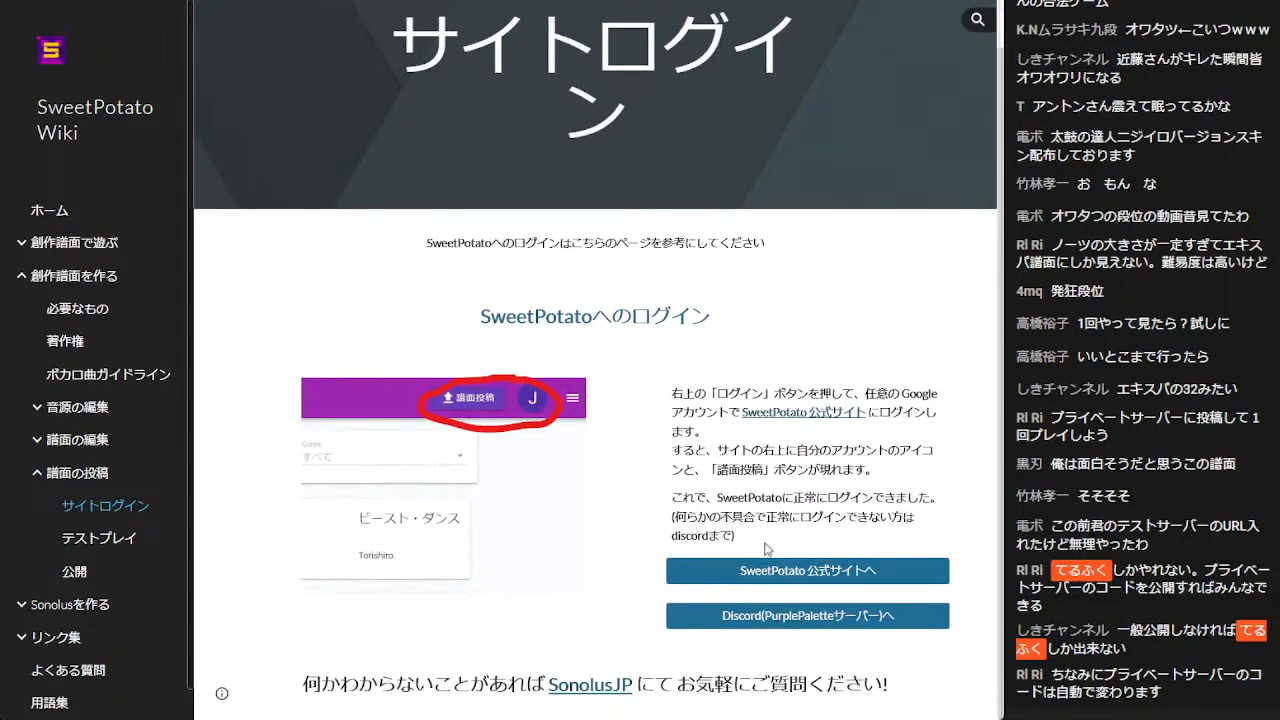 SweetPotato
Wiki
ホーム
創作譜面で遊ぶ
創作譜面を作る
必要なもの
著作権
ボカロ曲ガイドライン
音源の編集
譜面の編集
譜面の投稿
サイトログイン
テストプレイ
公開
Sonolusを作る
リンク集
よくある質問
用語集
サイトログイ
ン
SweetPotatoへのログインはこちらのページを参考にしてください
SweetPotatoへのログイン
譜面投稿
J
Genre
すべて
ビースト・ダンス
Torishiro
右上の「ログイン」ボタンを押して、任意の Google
アカウントで SweetPotato 公式サイト にログインし
ます。
すると、サイトの右上に自分のアカウントのアイコ
ンと、「譜面投稿」ボタンが現れます。
これで、SweetPotatoに正常にログインできました。
(何らかの不具合で正常にログインできない方は
discordまで)
SweetPotato 公式サイトへ
Discord(PurplePaletteサーバー)へ
何かわからないことがあれば SonolusJP にて お気軽にご質問ください!
んの合法ゲーム
K.Nムラサキ九段 オワタツ←こいつｗｗｗ
しきチャンネル 近藤さんがキレた瞬間皆
オワオワリになる
T アントンさん震えて眠ってるかな
電ボ 太鼓の達人ニジイロバージョンスキ
ン配布しております
竹林孝一 お　もん　な
電ボ オワタつの段位の動画昔見てたわ
Rl Ri ノーツの大きさが一定すぎてエキス
パ譜面にしか見えない。難易度は高いけど
4mq 発狂段位
高橋裕子 1回やって見たら？試しに
高橋裕子 いいとこまで行ったら
しきチャンネル エキスパの32みたい
Rl Ri プライベートサーバーに投稿して１
回プレイしよう
黒刃 俺は面白そうだと思うこの譜面
竹林孝一 そそそそ
電ボ この前君のテストサーバーのURL入
れたけど無理やったわ
Rl Ri てるふくしかやれない。プライベー
トサーバーのコードを公開すればみんなで
きる
しきチャンネル 一般公開しなければてる
ふくしか出来ない
Rl Ri ちなみにプライベートサーバーのコ
ードは自動で変わります